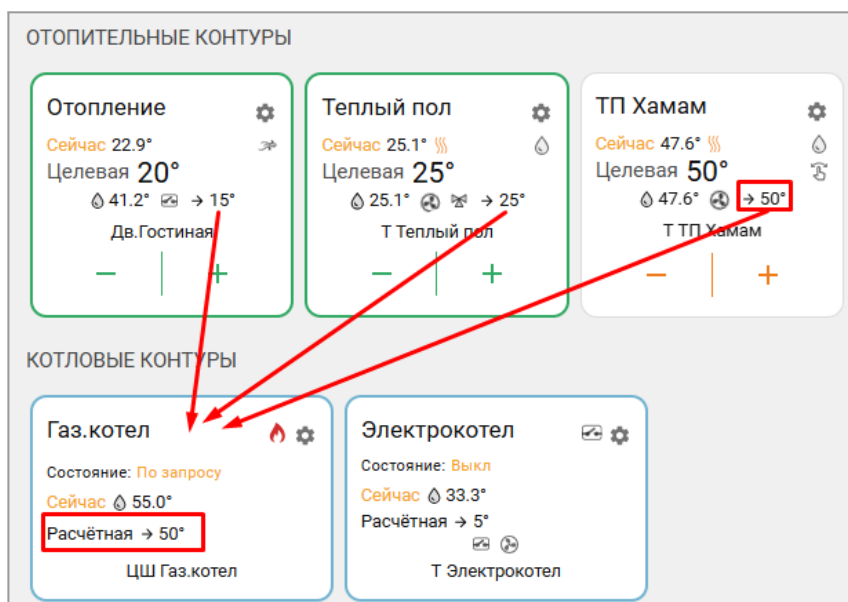 ОТОПИТЕЛЬНЫЕ КОНТУРЫ
Отопление
Сейчас 22.9°
Целевая 20°
41.2° → 15°
Дв.Гостиная
− +
Теплый пол
Сейчас 25.1°
Целевая 25°
25.1° → 25°
Т Теплый пол
− +
ТП Хамам
Сейчас 47.6°
Целевая 50°
47.6° → 50°
Т ТП Хамам
− +
КОТЛОВЫЕ КОНТУРЫ
Газ.котел
Состояние: По запросу
Сейчас 55.0°
Расчётная → 50°
ЦШ Газ.котел
Электрокотел
Состояние: Выкл
Сейчас 33.3°
Расчётная → 5°
Т Электрокотел